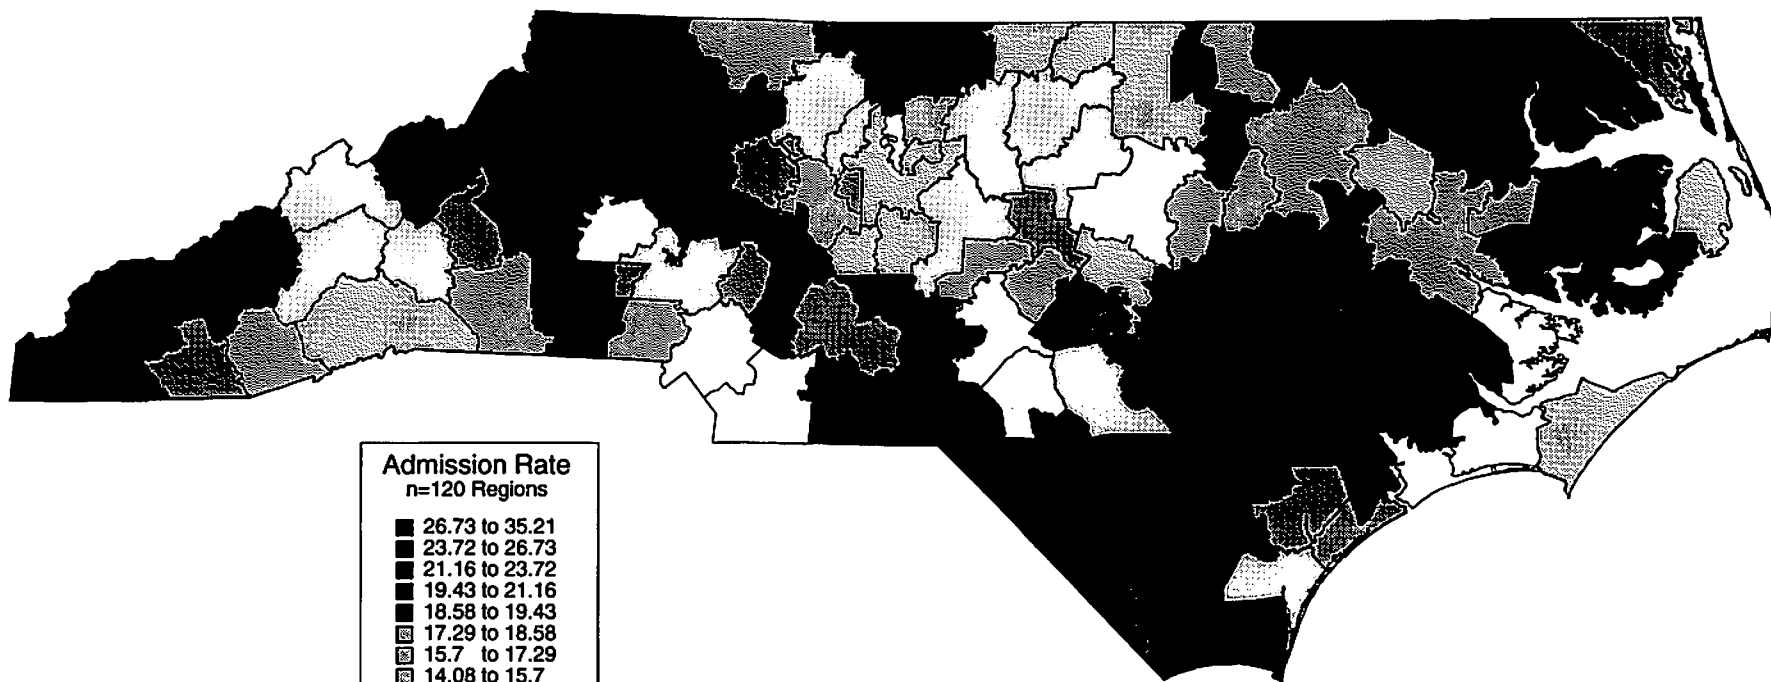 Admission Rate
n=120 Regions
26.73 to 35.21
23.72 to 26.73
21.16 to 23.72
19.43 to 21.16
18.58 to 19.43
17.29 to 18.58
15.7 to 17.29
14.08 to 15.7